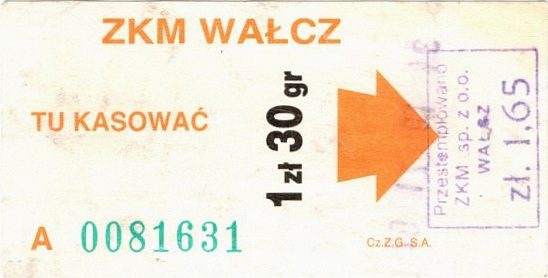 ZKM WAŁCZ
TU KASOWAĆ
1 zł 30 gr
A 0081631
Cz.Z.G. S.A.
Przestemplowano
ZKM sp. z o.o.
WAŁCZ
zł. 1,65